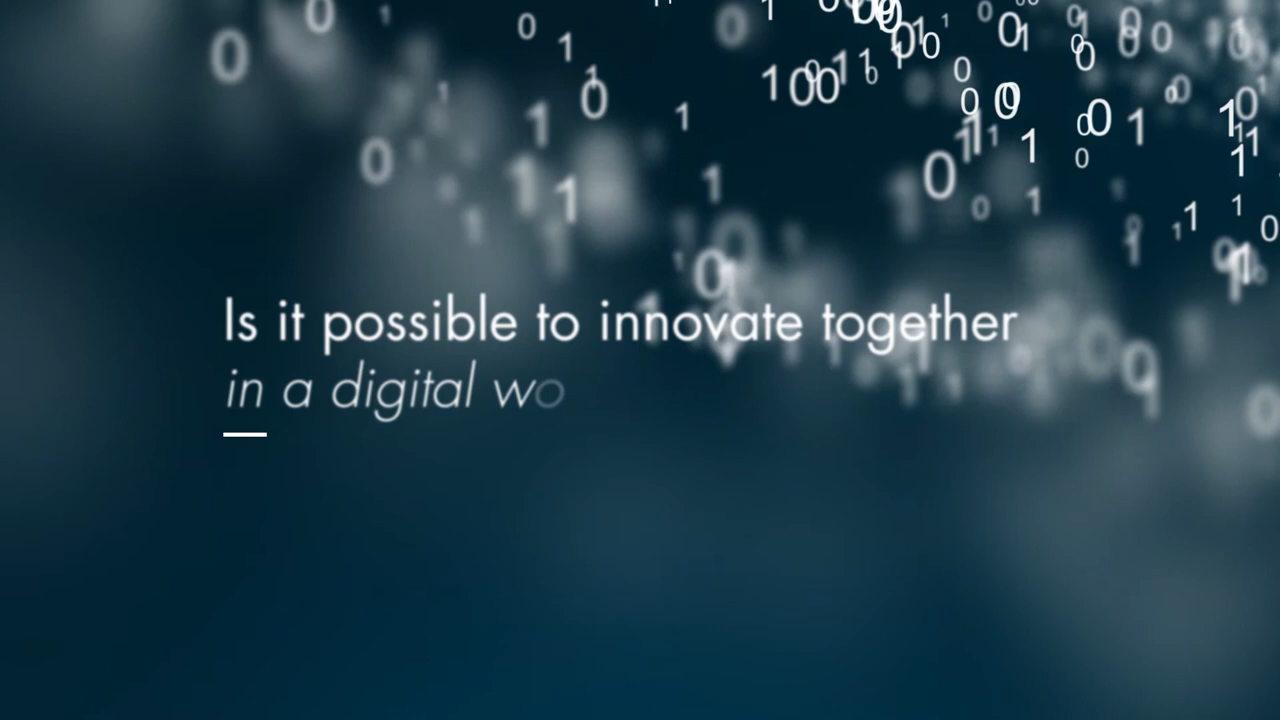 Is it possible to innovate together
in a digital wo